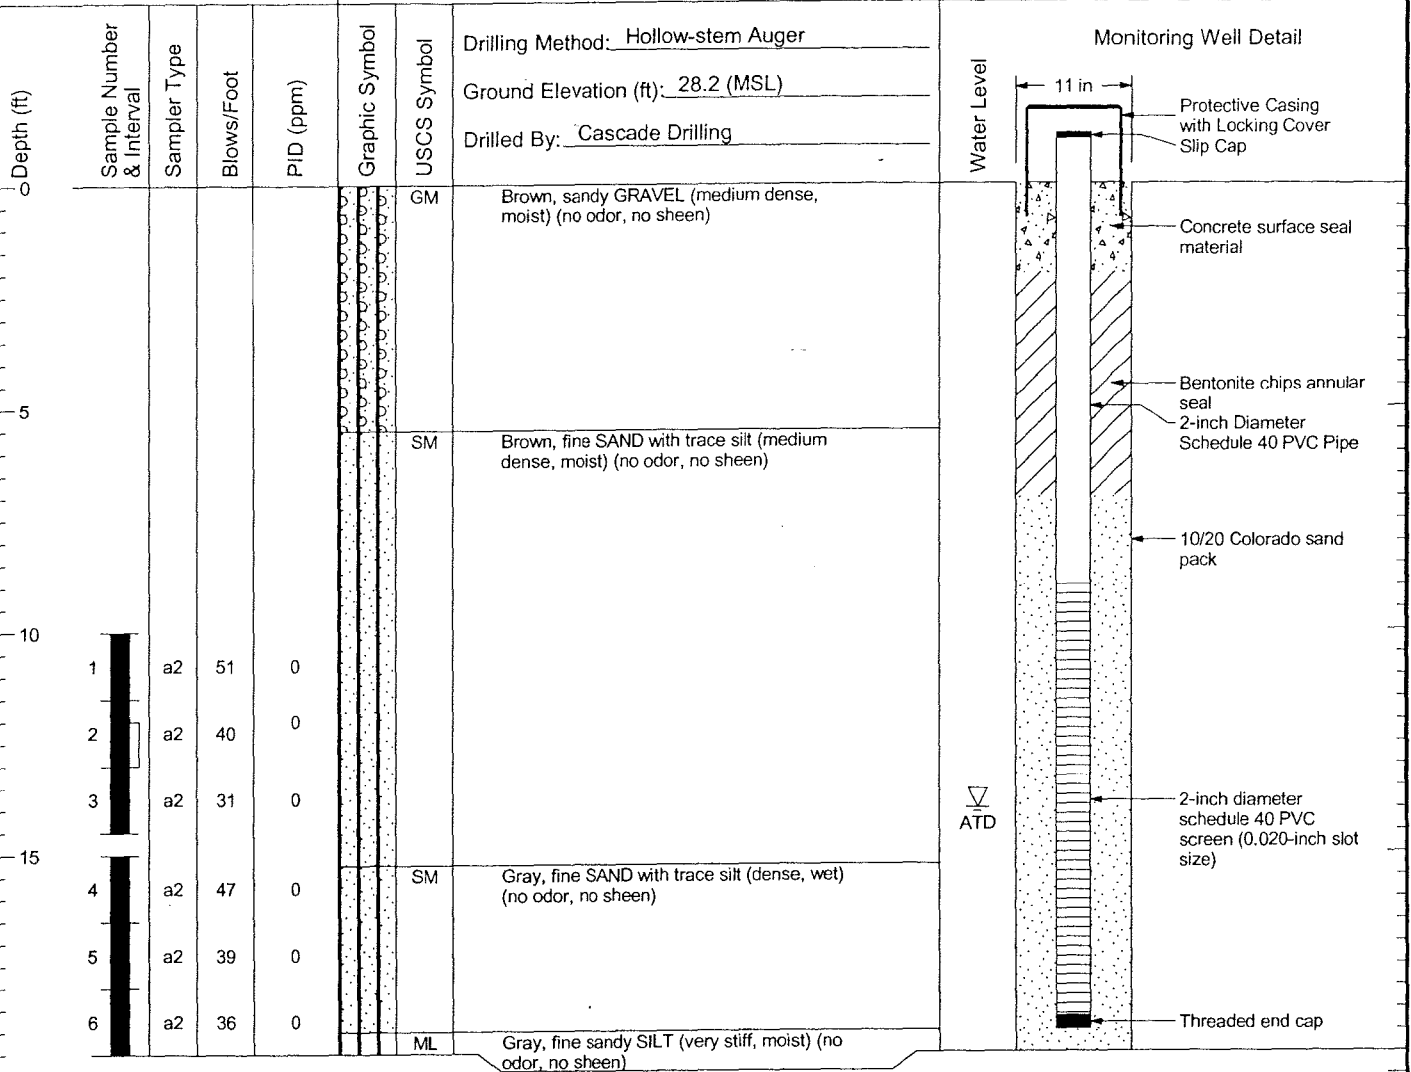 Depth (ft)
Sample Number
& Interval
Sampler Type
Blows/Foot
PID (ppm)
Graphic Symbol
USCS Symbol
Drilling Method: Hollow-stem Auger
Ground Elevation (ft): 28.2 (MSL)
Drilled By: Cascade Drilling
Water Level
Monitoring Well Detail
11 in
Protective Casing
with Locking Cover
Slip Cap
0
GM
Brown, sandy GRAVEL (medium dense,
moist) (no odor, no sheen)
Concrete surface seal
material
Bentonite chips annular
seal
2-inch Diameter
Schedule 40 PVC Pipe
5
SM
Brown, fine SAND with trace silt (medium
dense, moist) (no odor, no sheen)
10/20 Colorado sand
pack
10
1 a2 51 0
2 a2 40 0
3 a2 31 0
ATD
2-inch diameter
schedule 40 PVC
screen (0.020-inch slot
size)
15
SM
Gray, fine SAND with trace silt (dense, wet)
(no odor, no sheen)
4 a2 47 0
5 a2 39 0
6 a2 36 0
Threaded end cap
ML
Gray, fine sandy SILT (very stiff, moist) (no
odor, no sheen)